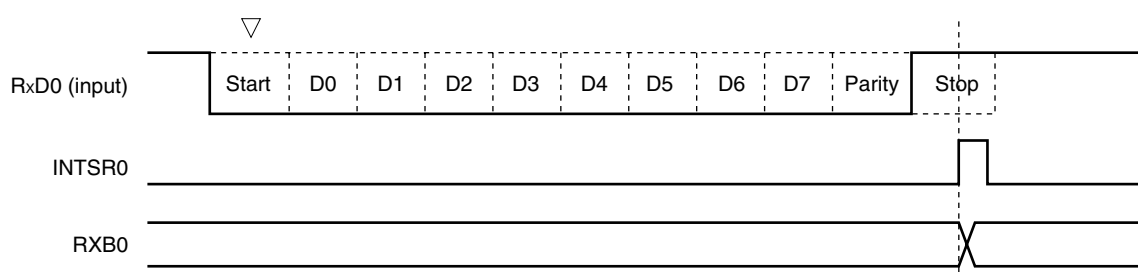 RxD0 (input) Start D0 D1 D2 D3 D4 D5 D6 D7 Parity Stop
INTSR0
RXB0